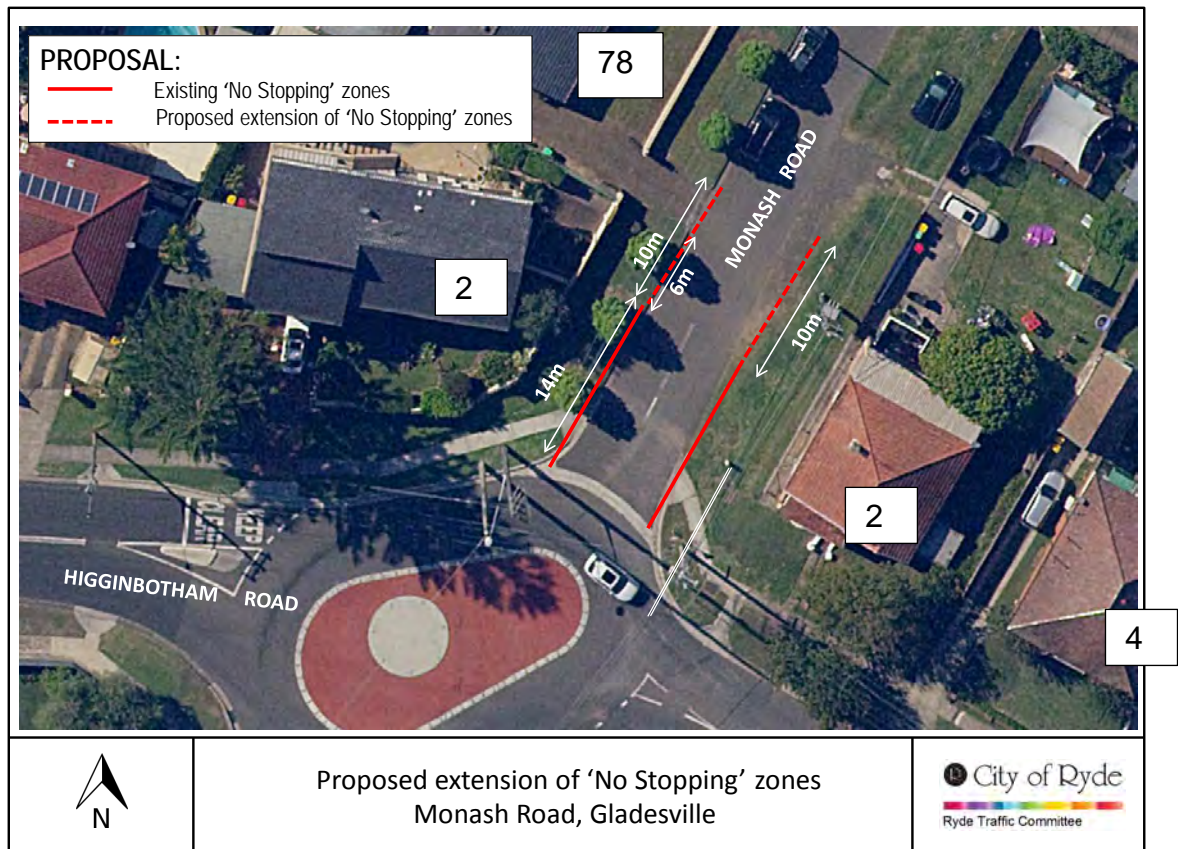 PROPOSAL:
Existing ‘No Stopping’ zones
Proposed extension of ‘No Stopping’ zones
78
MONASH ROAD
10m
6m
2
14m
10m
2
KEEP
CLEAR
HIGGINBOTHAM ROAD
4
N
Proposed extension of ‘No Stopping’ zones
Monash Road, Gladesville
City of Ryde
Ryde Traffic Committee